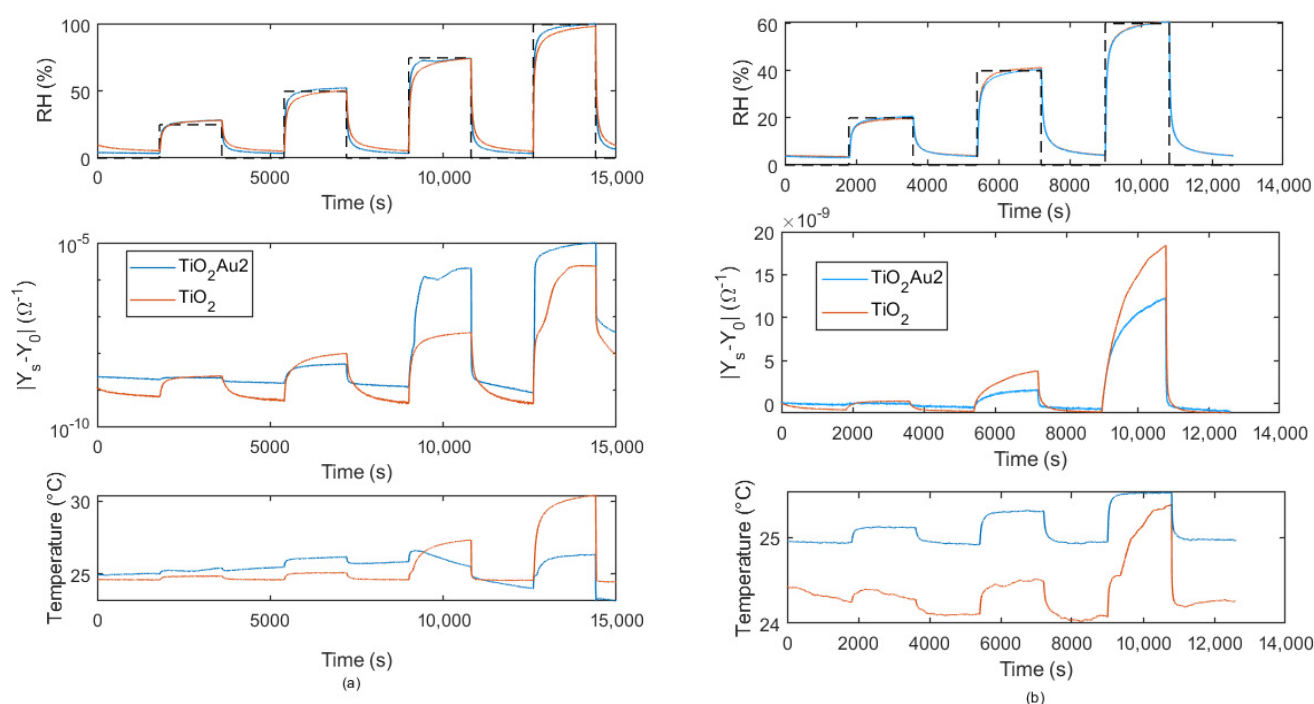 RH (%)
100
50
0
0 5000 10,000 15,000
Time (s)
|Yₛ-Y₀| (Ω⁻¹)
10⁻⁵
10⁻¹⁰
TiO₂Au2
TiO₂
0 5000 10,000 15,000
Time (s)
Temperature (°C)
30
25
0 5000 10,000 15,000
Time (s)
(a)
RH (%)
60
40
20
0
0 2000 4000 6000 8000 10,000 12,000 14,000
Time (s)
×10⁻⁹
|Yₛ-Y₀| (Ω⁻¹)
20
15
10
5
0
TiO₂Au2
TiO₂
0 2000 4000 6000 8000 10,000 12,000 14,000
Time (s)
Temperature (°C)
25
24
0 2000 4000 6000 8000 10,000 12,000 14,000
Time (s)
(b)